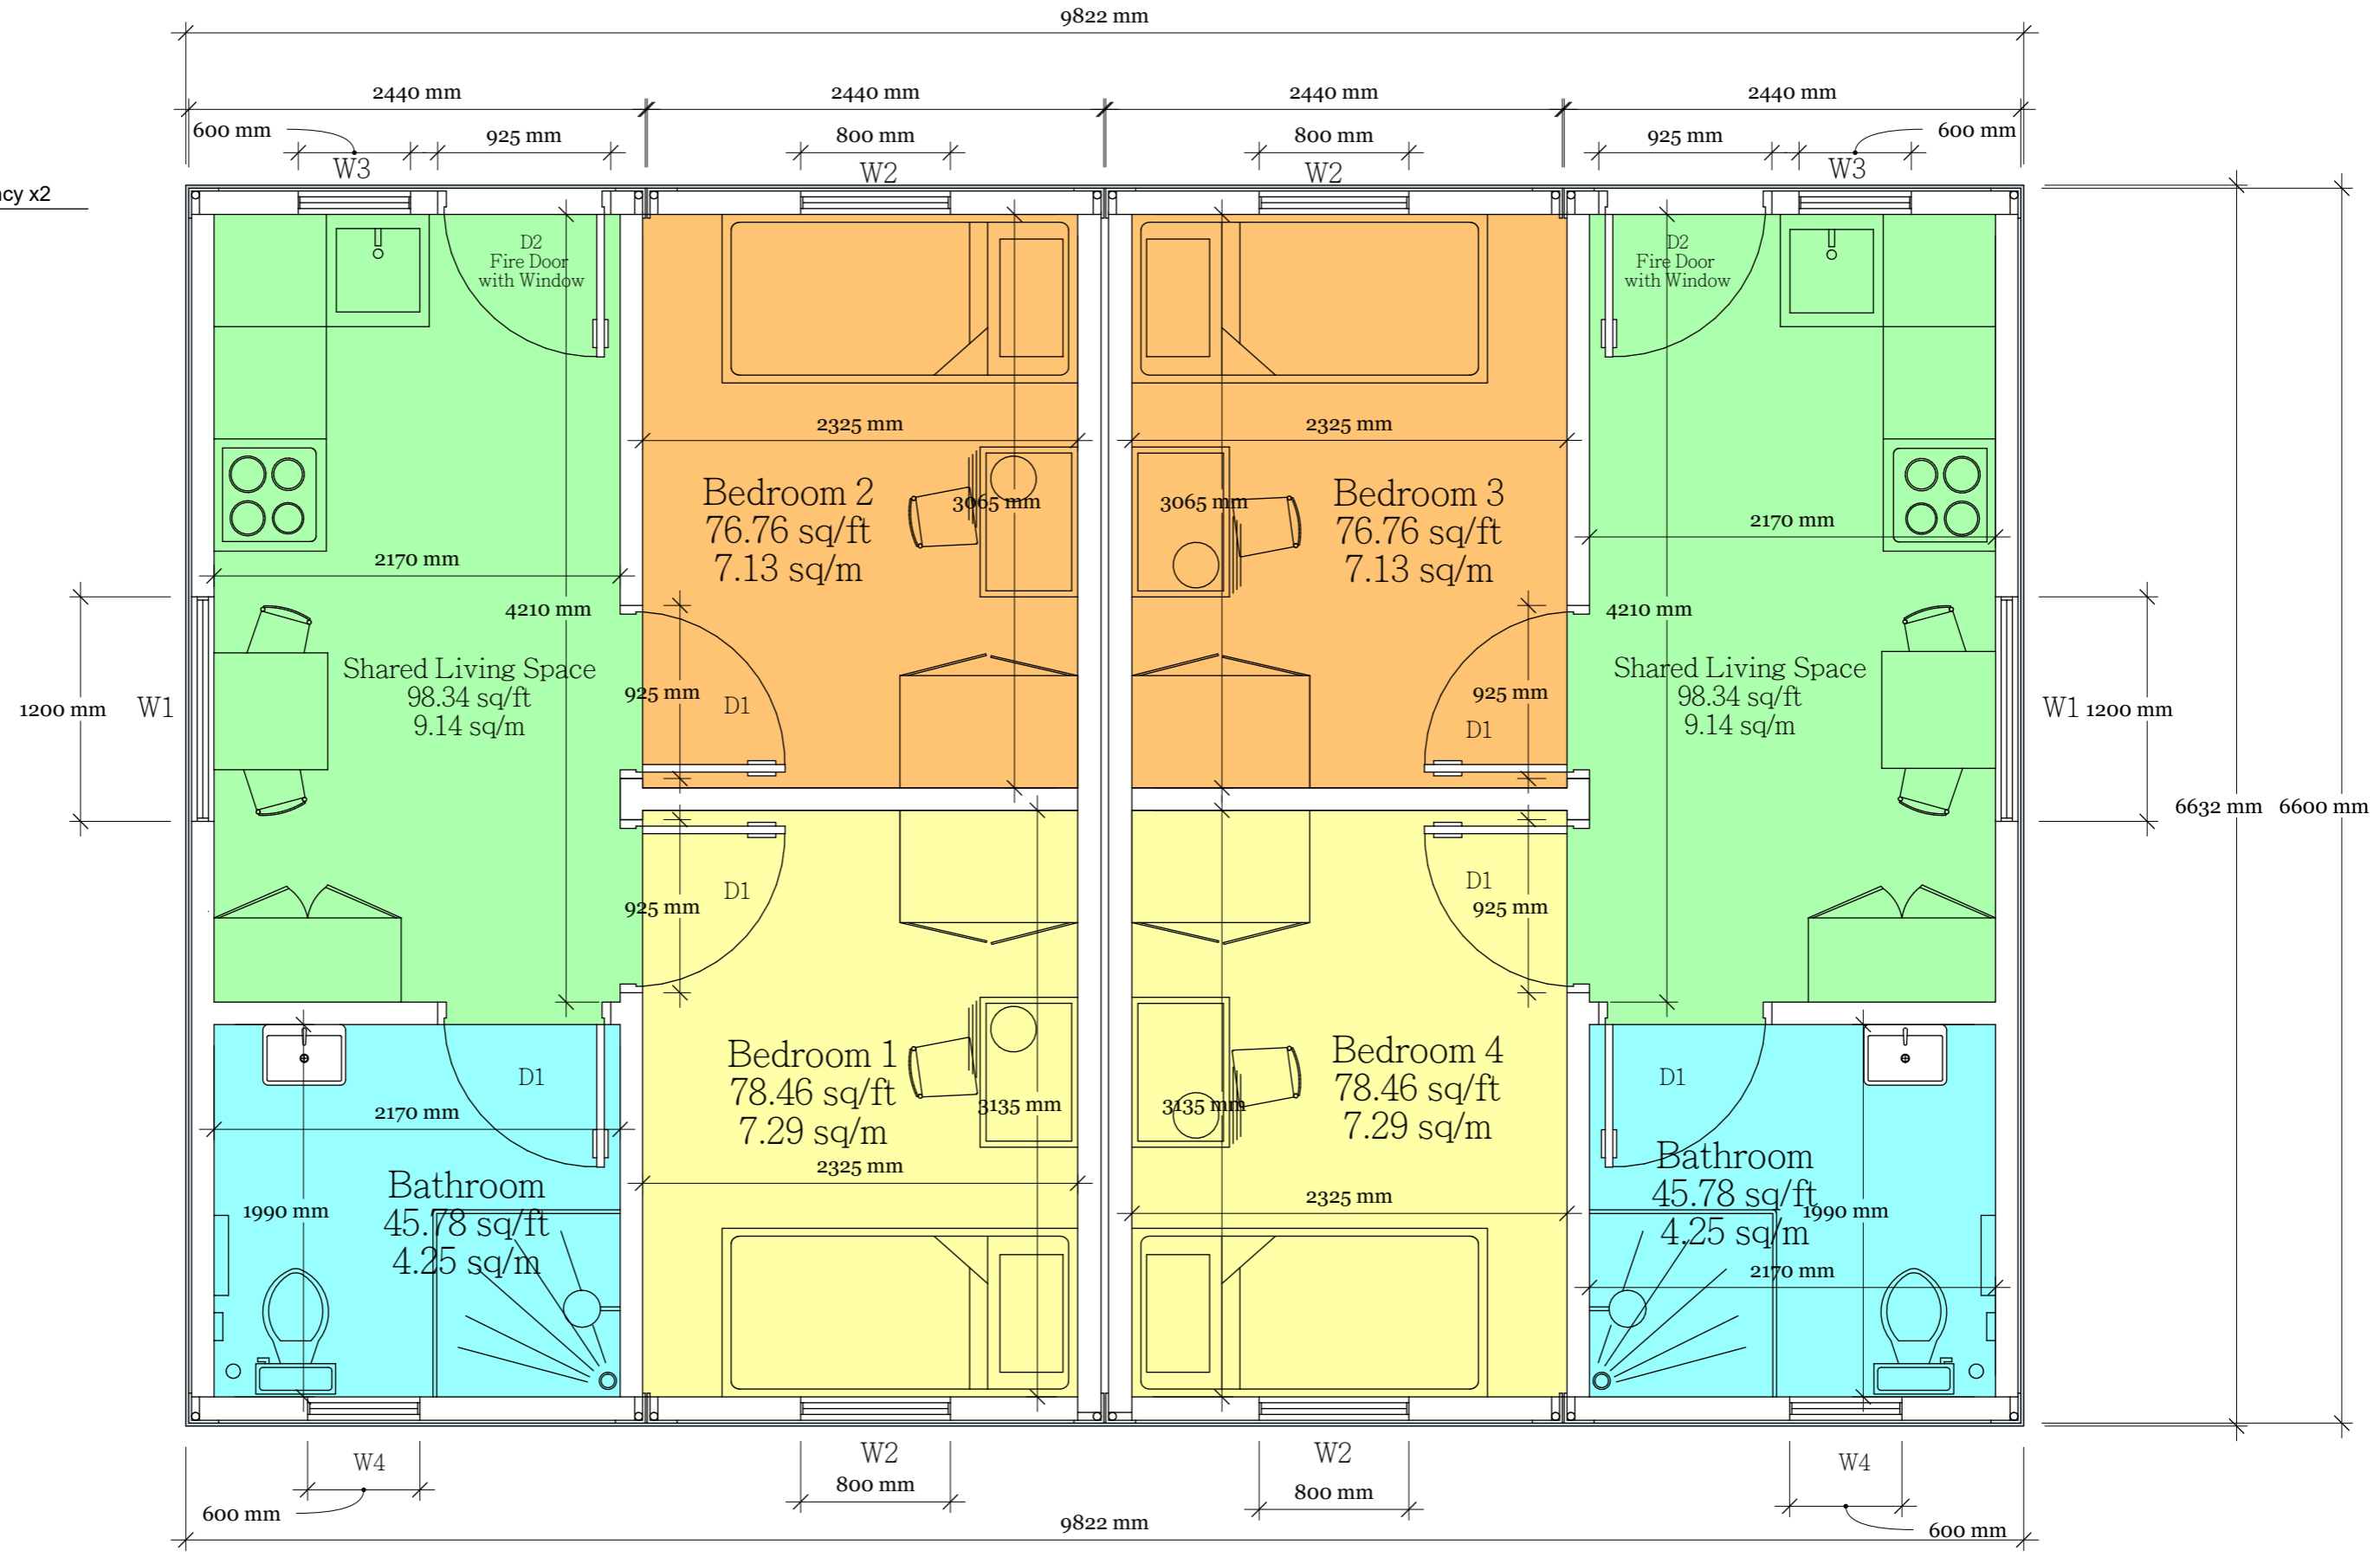 9822 mm
2440 mm
2440 mm
2440 mm
2440 mm
600 mm
925 mm
800 mm
800 mm
925 mm
600 mm
W3
W2
W2
W3
cy x2
D2
Fire Door
with Window
D2
Fire Door
with Window
2325 mm
2325 mm
Bedroom 2
76.76 sq/ft
7.13 sq/m
3065 mm
3065 mm
Bedroom 3
76.76 sq/ft
7.13 sq/m
2170 mm
2170 mm
4210 mm
4210 mm
Shared Living Space
98.34 sq/ft
9.14 sq/m
Shared Living Space
98.34 sq/ft
9.14 sq/m
1200 mm
W1
925 mm
D1
925 mm
D1
W1
1200 mm
6632 mm
6600 mm
925 mm
D1
D1
925 mm
Bedroom 1
78.46 sq/ft
7.29 sq/m
3135 mm
3135 mm
Bedroom 4
78.46 sq/ft
7.29 sq/m
D1
D1
2170 mm
2325 mm
2325 mm
Bathroom
45.78 sq/ft
4.25 sq/m
1990 mm
Bathroom
45.78 sq/ft
4.25 sq/m
1990 mm
2170 mm
W4
W2
W2
W4
800 mm
800 mm
600 mm
9822 mm
600 mm